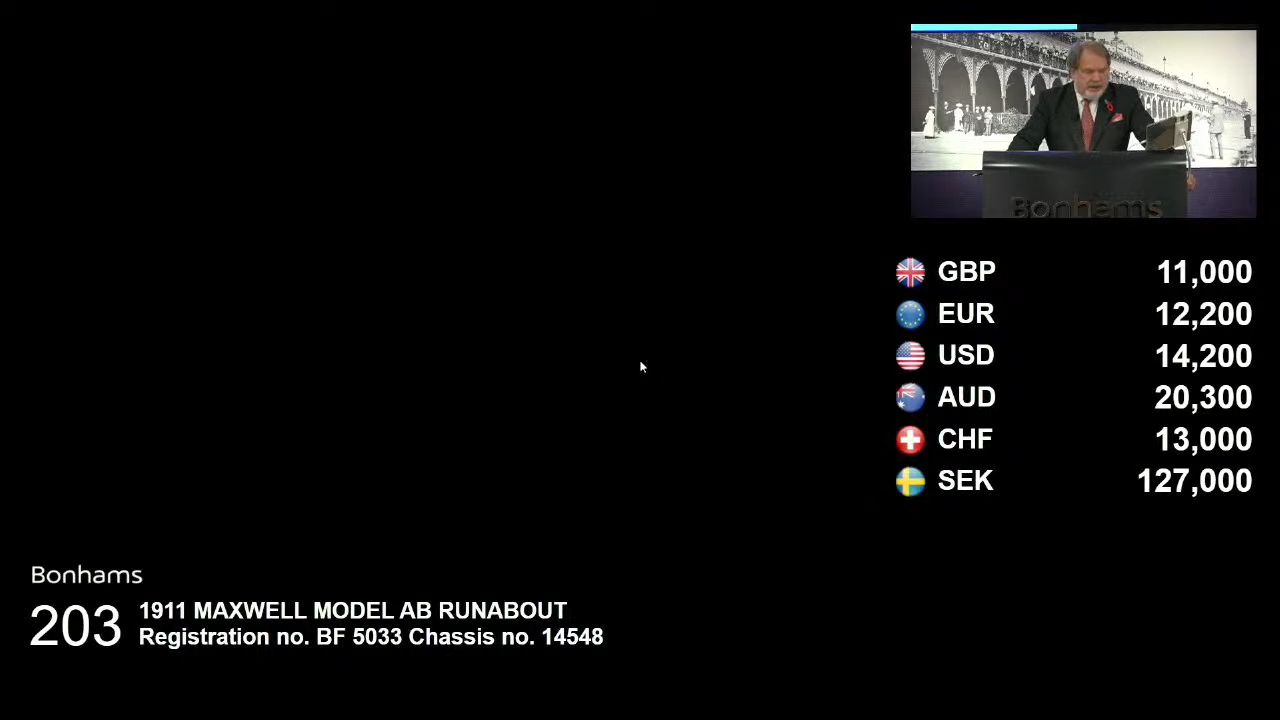 Bonhams
GBP 11,000
EUR 12,200
USD 14,200
AUD 20,300
CHF 13,000
SEK 127,000
Bonhams
203
1911 MAXWELL MODEL AB RUNABOUT
Registration no. BF 5033 Chassis no. 14548